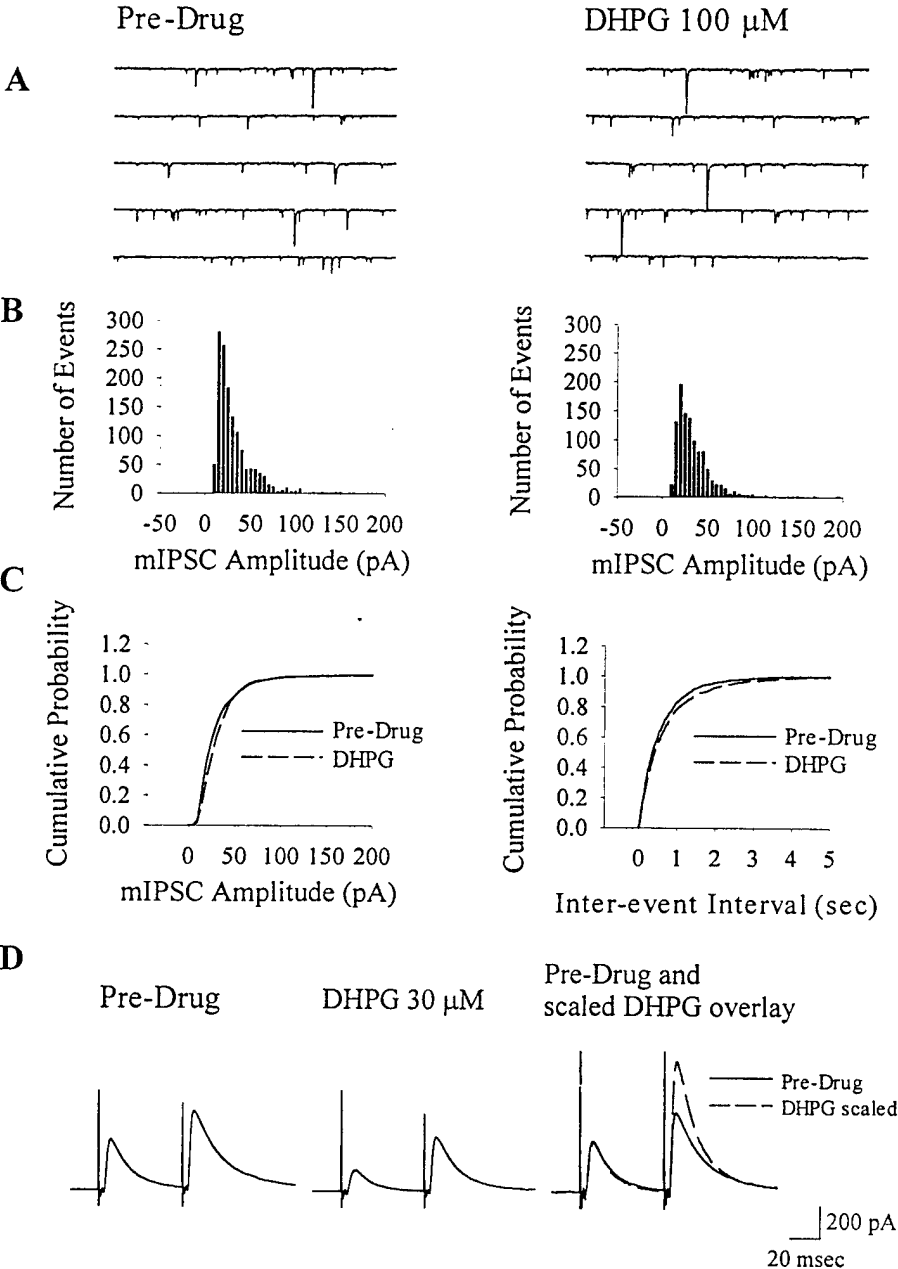 Pre-Drug
DHPG 100 µM
A
B
Number of Events
300
250
200
150
100
50
0
-50 0 50 100 150 200
mIPSC Amplitude (pA)
Number of Events
300
250
200
150
100
50
0
-50 0 50 100 150 200
mIPSC Amplitude (pA)
C
Cumulative Probability
1.2
1.0
0.8
0.6
0.4
0.2
0.0
Pre-Drug
DHPG
0 50 100 150 200
mIPSC Amplitude (pA)
Cumulative Probability
1.2
1.0
0.8
0.6
0.4
0.2
0.0
Pre-Drug
DHPG
0 1 2 3 4 5
Inter-event Interval (sec)
D
Pre-Drug
DHPG 30 µM
Pre-Drug and
scaled DHPG overlay
Pre-Drug
DHPG scaled
200 pA
20 msec